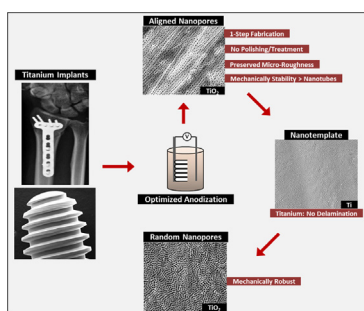 Aligned Nanopores
1-Step Fabrication
No Polishing/Treatment
Preserved Micro-Roughness
Mechanically Stability > Nanotubes
TiO2
Titanium Implants
V
Optimized Anodization
Nanotemplate
Ti
Titanium: No Delamination
Random Nanopores
Mechanically Robust
TiO2